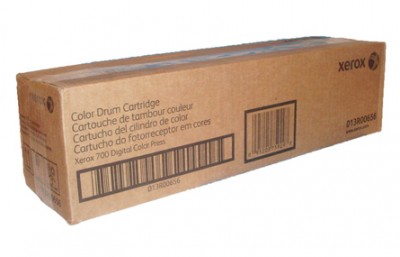 xerox
Color Drum Cartridge
Cartouche de tambour couleur
Cartucho del cilindro de color
Cartucho do fotorreceptor em cores
Xerox 700 Digital Color Press
013R00656
013R00656